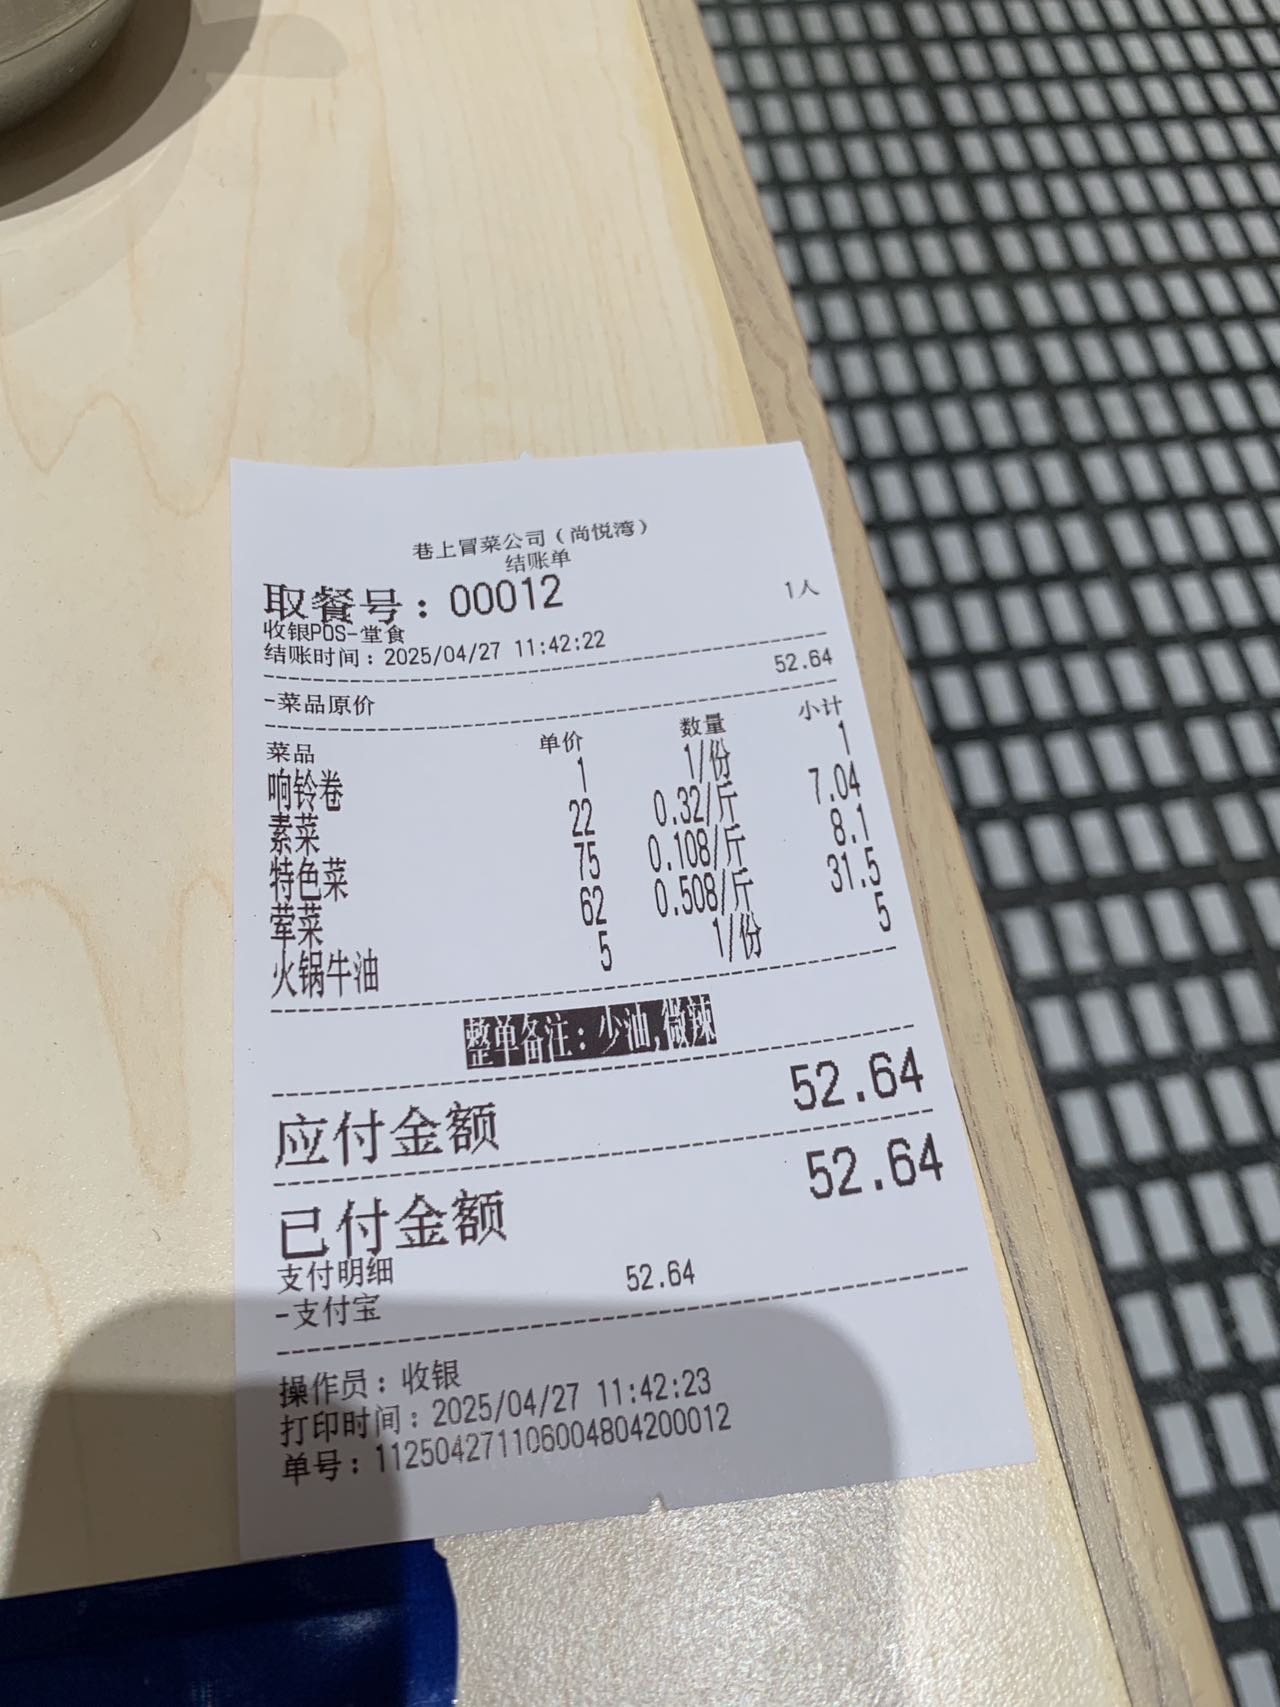 巷上冒菜公司（尚悦湾）
结账单
取餐号：00012 1人
收银POS-堂食
结账时间：2025/04/27 11:42:22
-菜品原价 52.64
菜品 单价 数量 小计
响铃卷 1 1/份 1
素菜 22 0.32/斤 7.04
特色菜 75 0.108/斤 8.1
荤菜 62 0.508/斤 31.5
火锅牛油 5 1/份 5
整单备注：少油,微辣
应付金额 52.64
已付金额 52.64
支付明细
-支付宝 52.64
操作员：收银
打印时间：2025/04/27 11:42:23
单号：112504271106004804200012